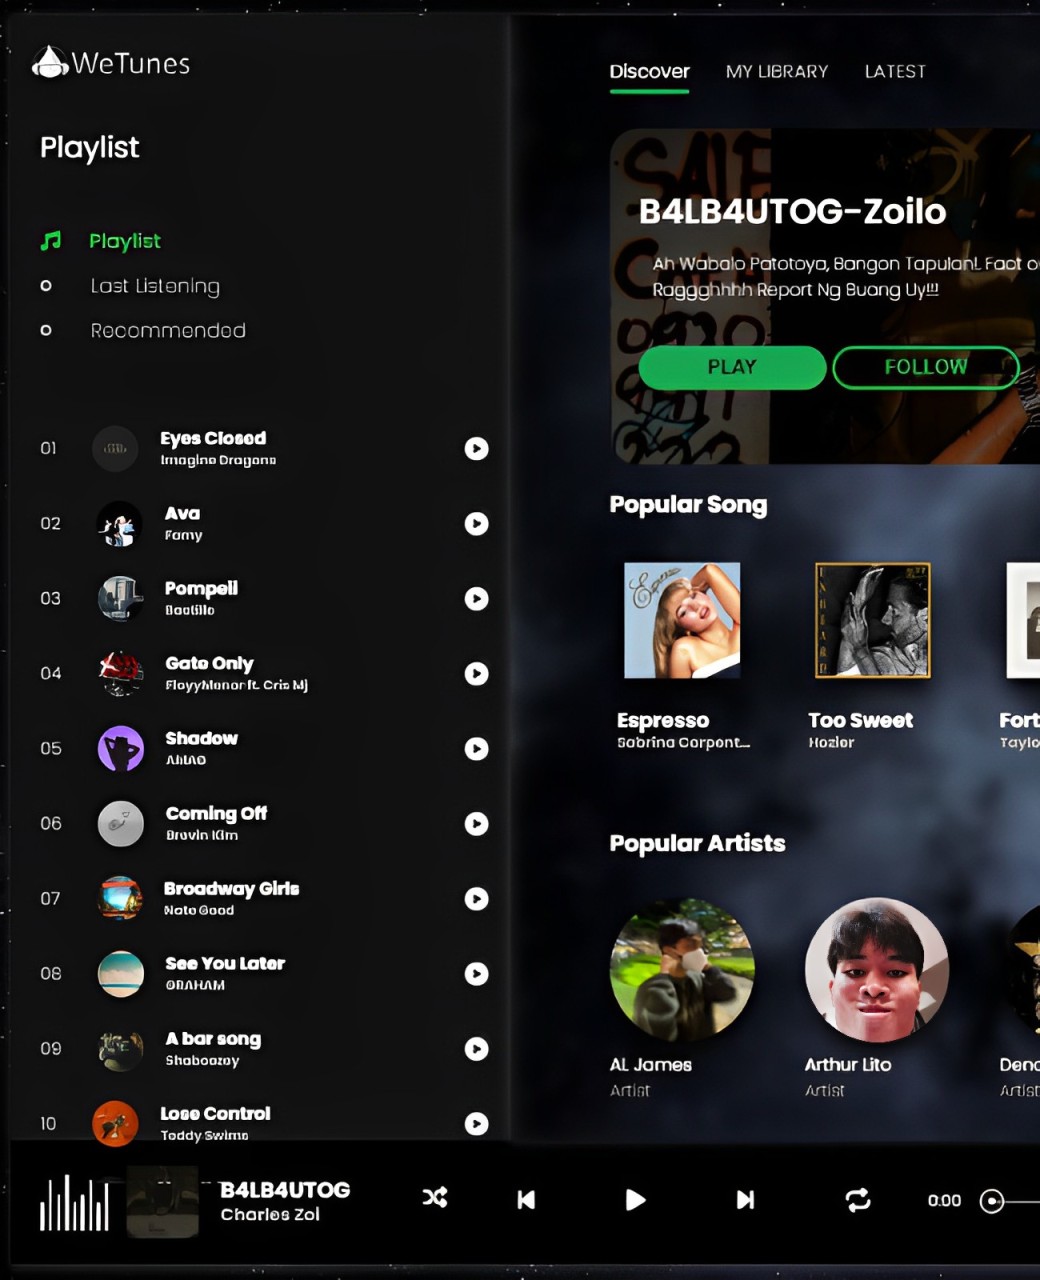 WeTunes
Playlist
Playlist
Last Listening
Recommended
01
Eyes Closed
Imagine Dragons
02
Ava
Famy
03
Pompeii
Bastille
04
Gata Only
FloyyMenor ft. Cris Mj
05
Shadow
06
Coming Off
Brevin Kim
07
Broadway Girls
Nate Good
08
See You Later
GRAHAM
09
A bar song
Shaboozey
10
Lose Control
Teddy Swims
Discover MY LIBRARY LATEST
SALE
B4LB4UTOG-Zoilo
Ah Wabalo Patotoya, Bangon Tapulan!. Fact o
Raggghhhh Report Ng Buang Uy!!!
PLAY FOLLOW
Popular Song
Espresso
Sabrina Carpent...
Too Sweet
Hozier
Fort
Taylo
Popular Artists
AL James
Artist
Arthur Lito
Artist
Deno
Artist
B4LB4UTOG
Charles Zol
0:00